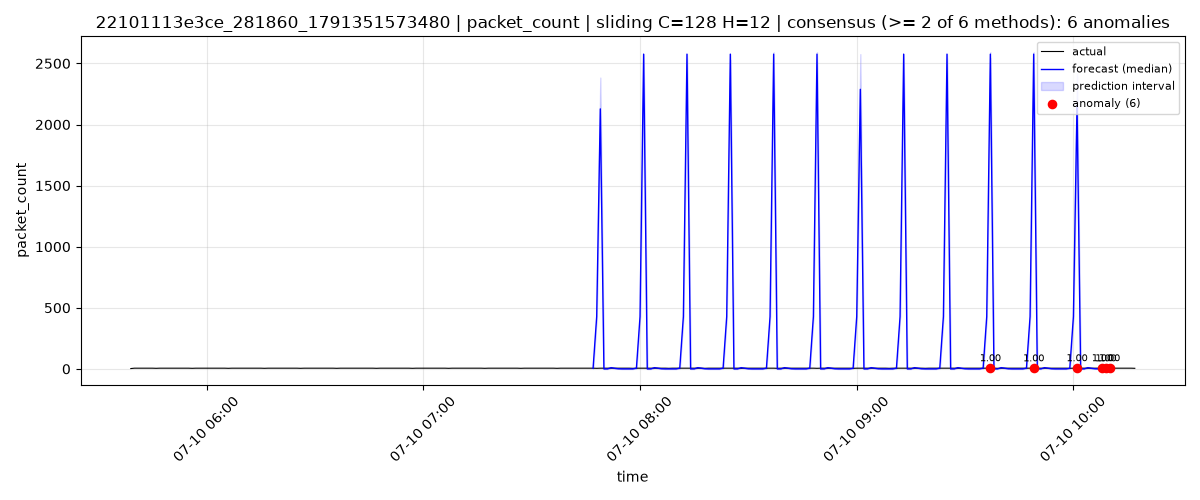 22101113e3ce_281860_1791351573480 | packet_count | sliding C=128 H=12 | consensus (>= 2 of 6 methods): 6 anomalies
actual
forecast (median)
prediction interval
anomaly (6)
packet_count
2500
2000
1500
1000
500
0
1.00 1.00 1.00
07-10 06:00 07-10 07:00 07-10 08:00 07-10 09:00 07-10 10:00
time